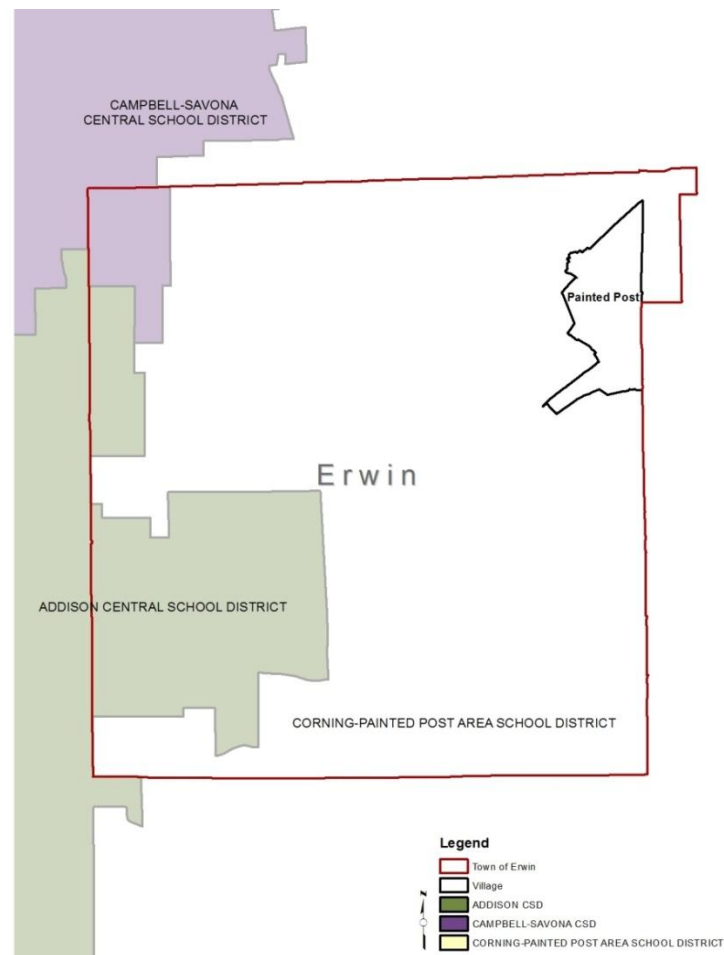 CAMPBELL-SAVONA
CENTRAL SCHOOL DISTRICT
Painted Post
Erwin
ADDISON CENTRAL SCHOOL DISTRICT
CORNING-PAINTED POST AREA SCHOOL DISTRICT
Legend
Town of Erwin
Village
N
ADDISON CSD
CAMPBELL-SAVONA CSD
CORNING-PAINTED POST AREA SCHOOL DISTRICT